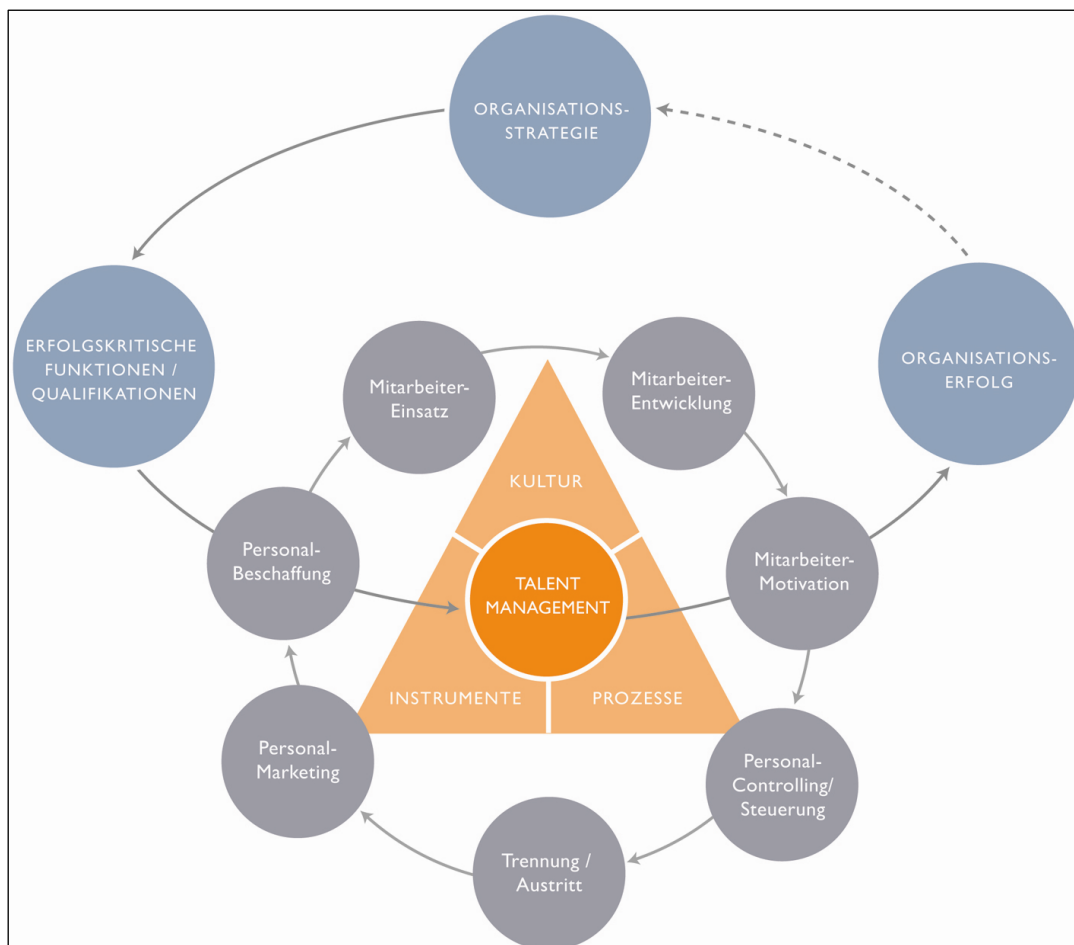 ORGANISATIONS-
STRATEGIE
ERFOLGSKRITISCHE
FUNKTIONEN /
QUALIFIKATIONEN
ORGANISATIONS-
ERFOLG
Mitarbeiter-
Einsatz
Mitarbeiter-
Entwicklung
KULTUR
Personal-
Beschaffung
TALENT
MANAGEMENT
Mitarbeiter-
Motivation
INSTRUMENTE
PROZESSE
Personal-
Marketing
Personal-
Controlling/
Steuerung
Trennung /
Austritt